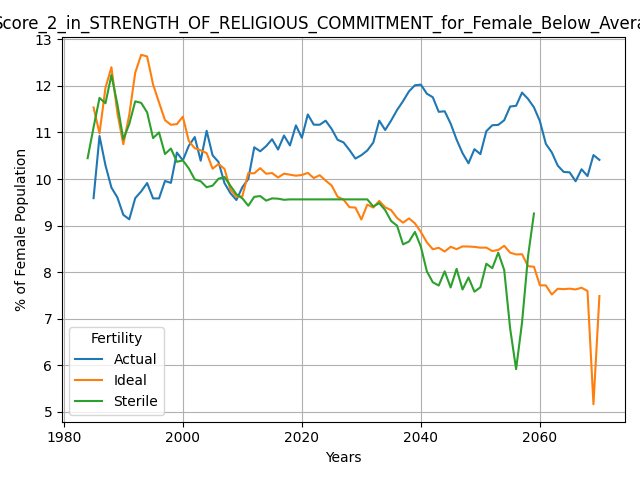 Score_2_in_STRENGTH_OF_RELIGIOUS_COMMITMENT_for_Female_Below_Avera
13
12
11
10
9
8
7
6
5
% of Female Population
Fertility
Actual
Ideal
Sterile
1980 2000 2020 2040 2060
Years